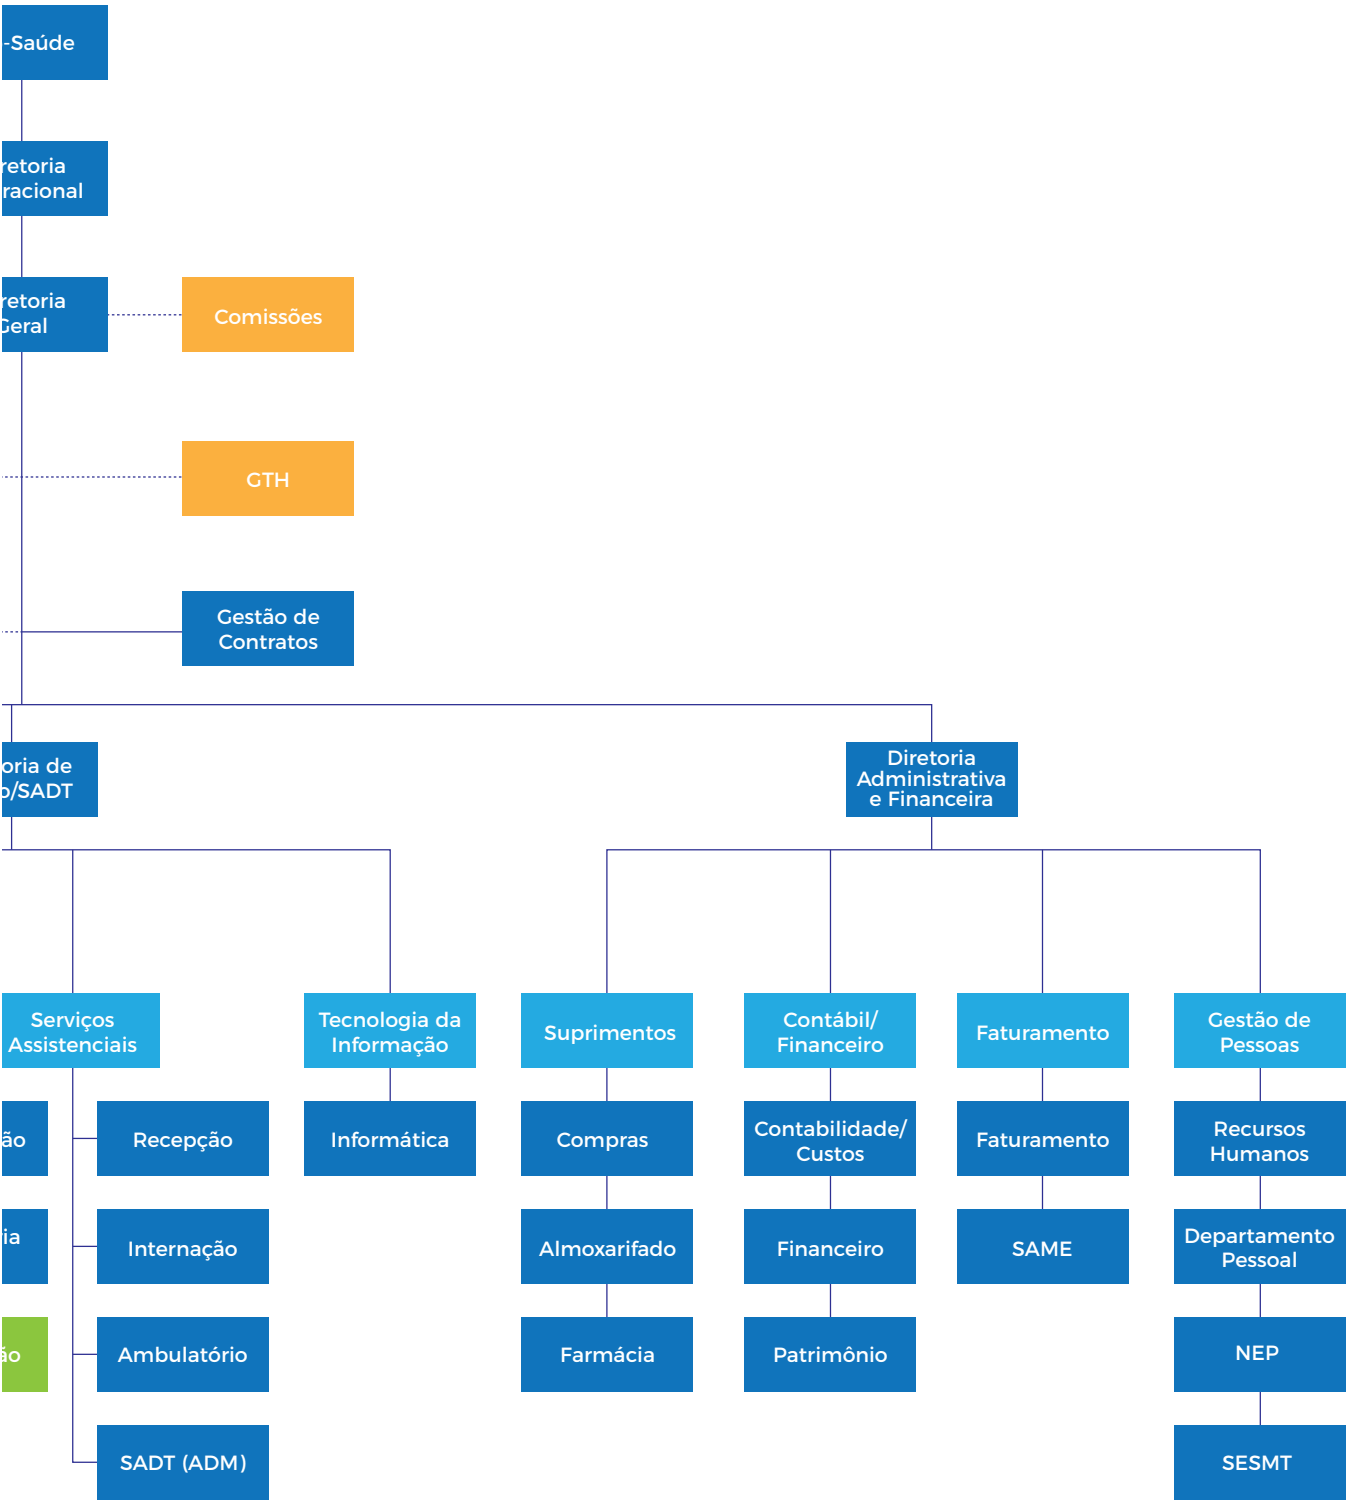 -Saúde
retoria
racional
retoria
Geral
Comissões
GTH
Gestão de
Contratos
oria de
o/SADT
Diretoria
Administrativa
e Financeira
Serviços
Assistenciais
Tecnologia da
Informação
Suprimentos
Contábil/
Financeiro
Faturamento
Gestão de
Pessoas
ão
Recepção
Informática
Compras
Contabilidade/
Custos
Faturamento
Recursos
Humanos
ria
Internação
Almoxarifado
Financeiro
SAME
Departamento
Pessoal
ão
Ambulatório
Farmácia
Patrimônio
NEP
SADT (ADM)
SESMT